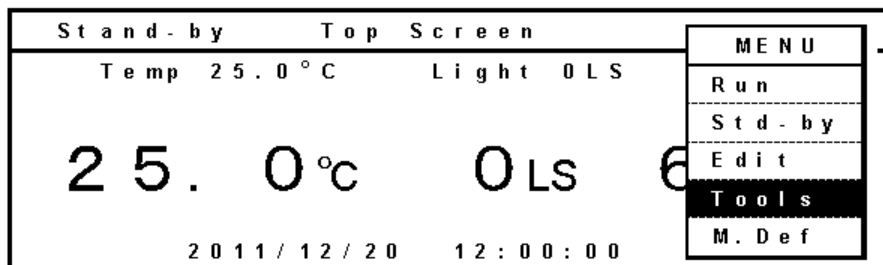 Stand-by Top Screen
Temp 25.0°C Light 0LS
25.0°C 0LS 6
2011/12/20 12:00:00
MENU
Run
Std-by
Edit
Tools
M.Def